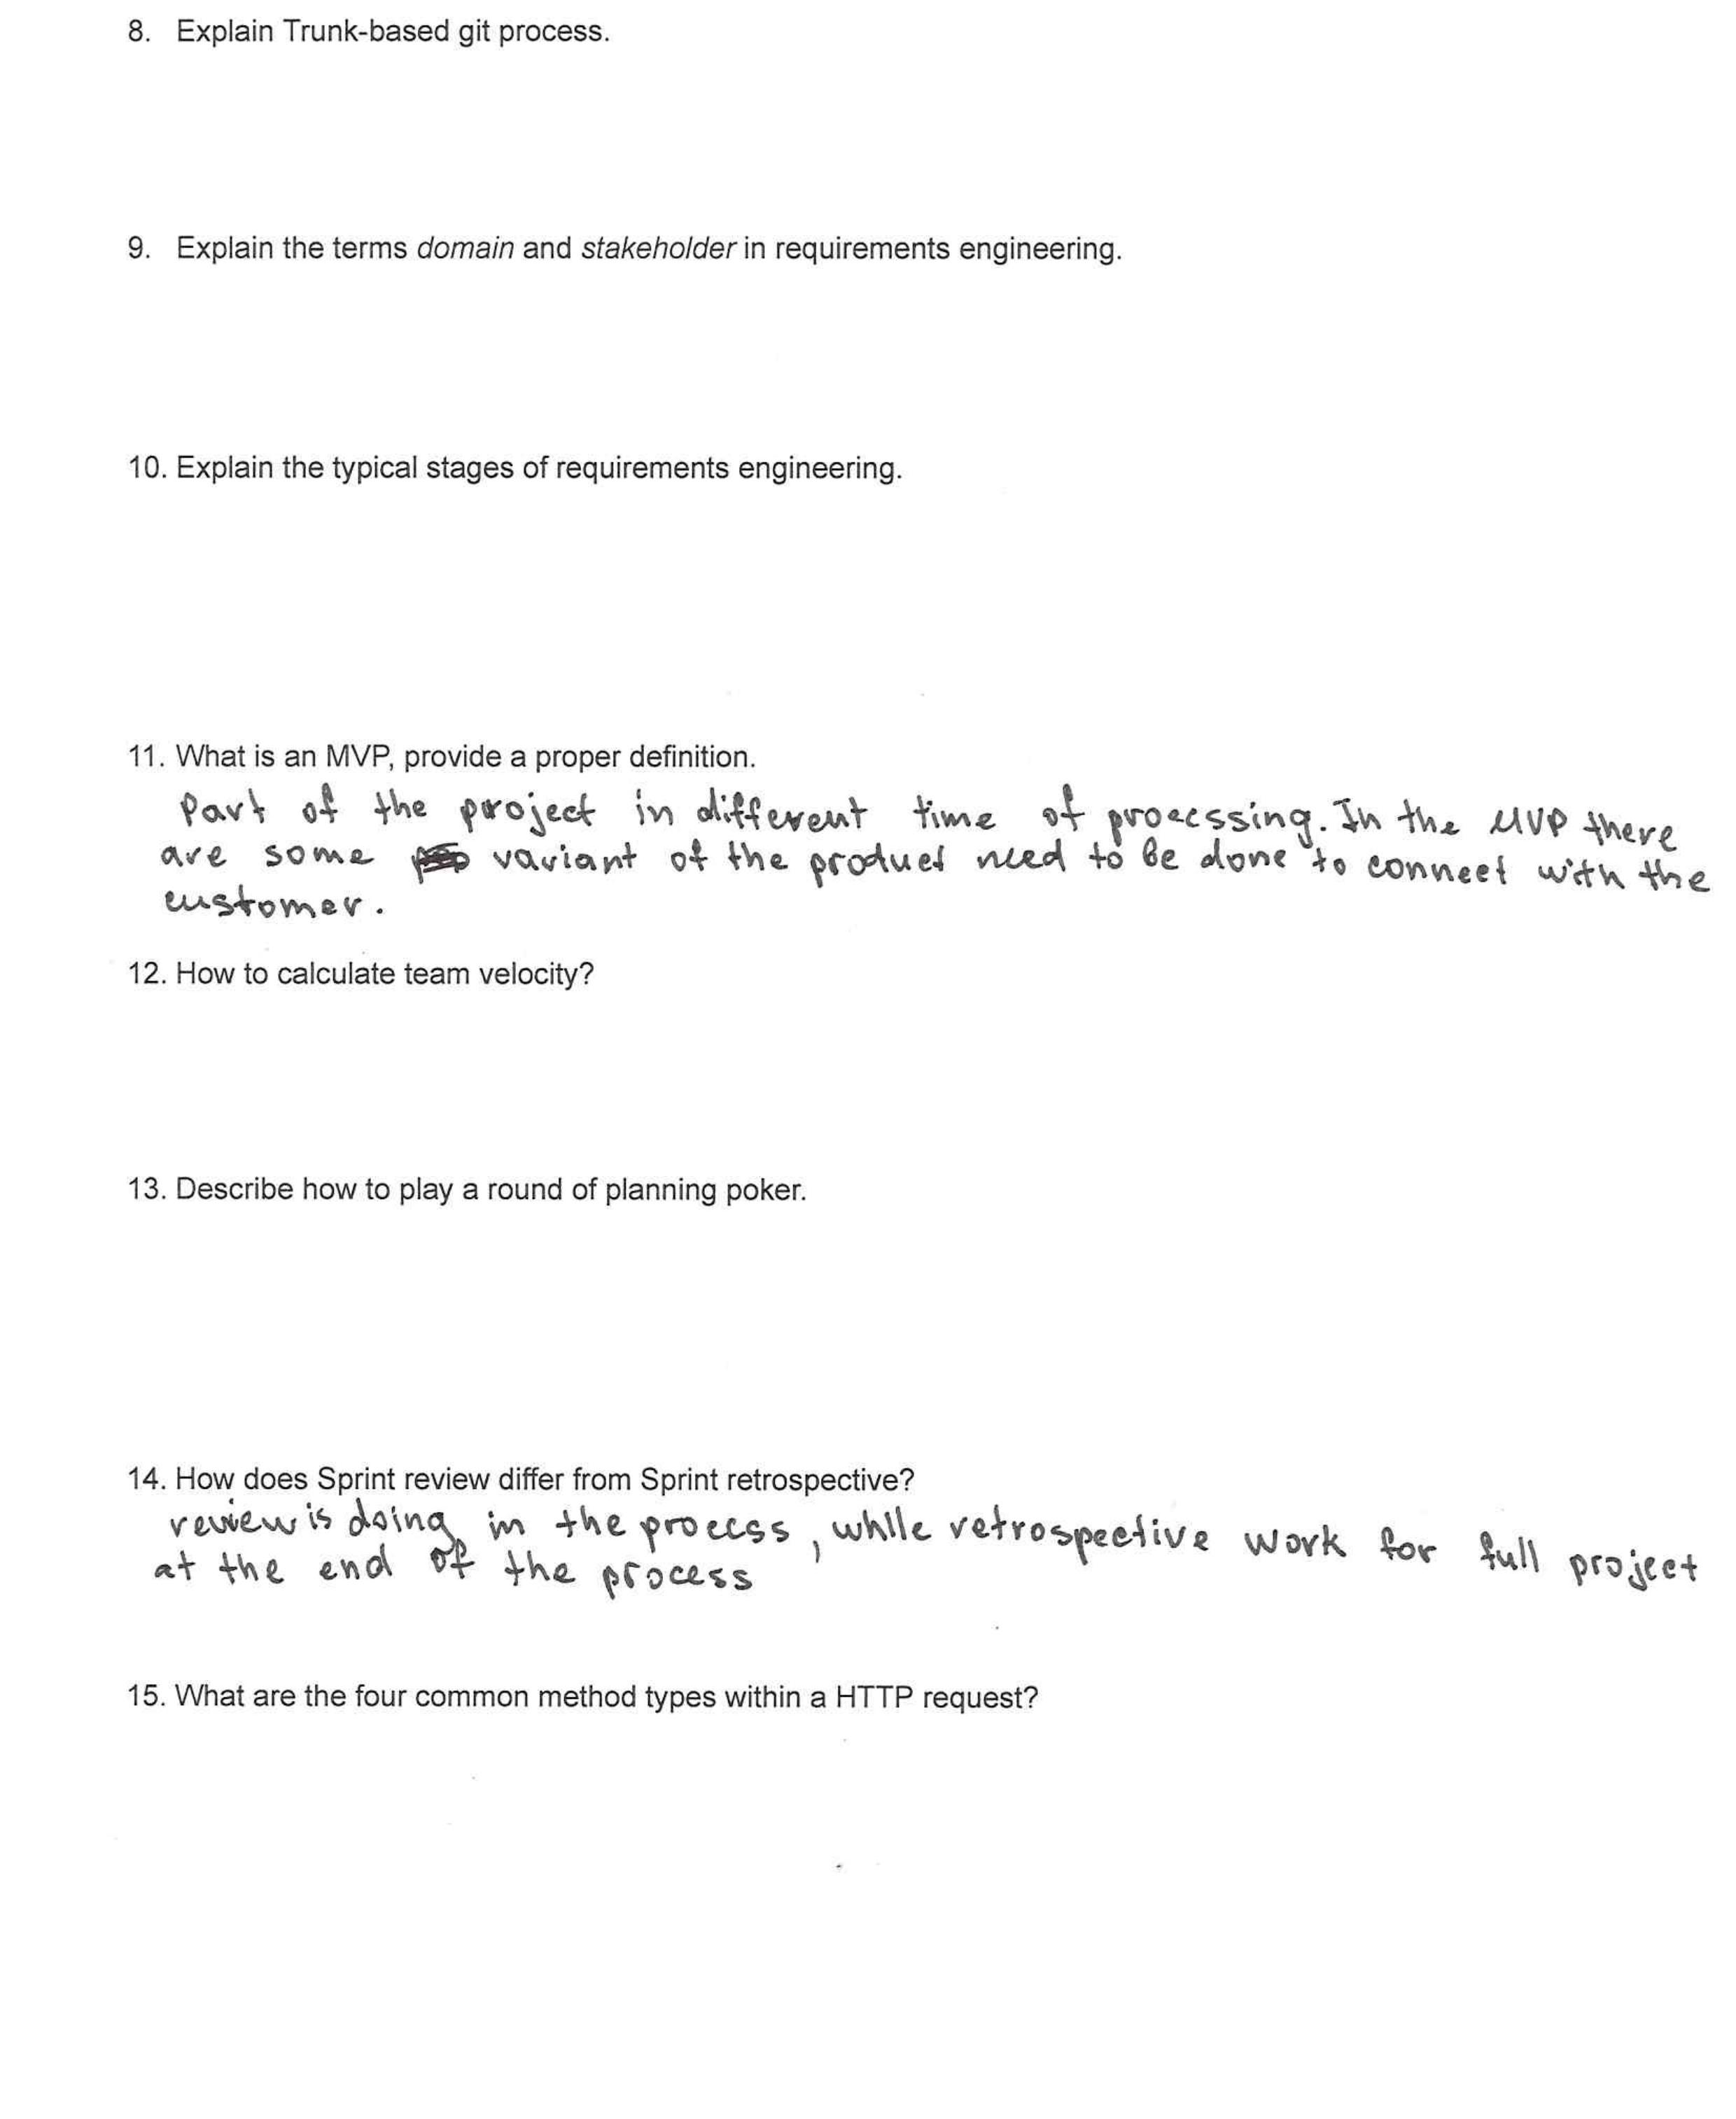 8. Explain Trunk-based git process.
9. Explain the terms domain and stakeholder in requirements engineering.
10. Explain the typical stages of requirements engineering.
11. What is an MVP, provide a proper definition.
Part of the project in different time of processing. In the MVP there
are some variant of the product need to be done to connect with the
customer.
12. How to calculate team velocity?
13. Describe how to play a round of planning poker.
14. How does Sprint review differ from Sprint retrospective?
review is doing in the process, while retrospective work for full project
at the end of the process
15. What are the four common method types within a HTTP request?